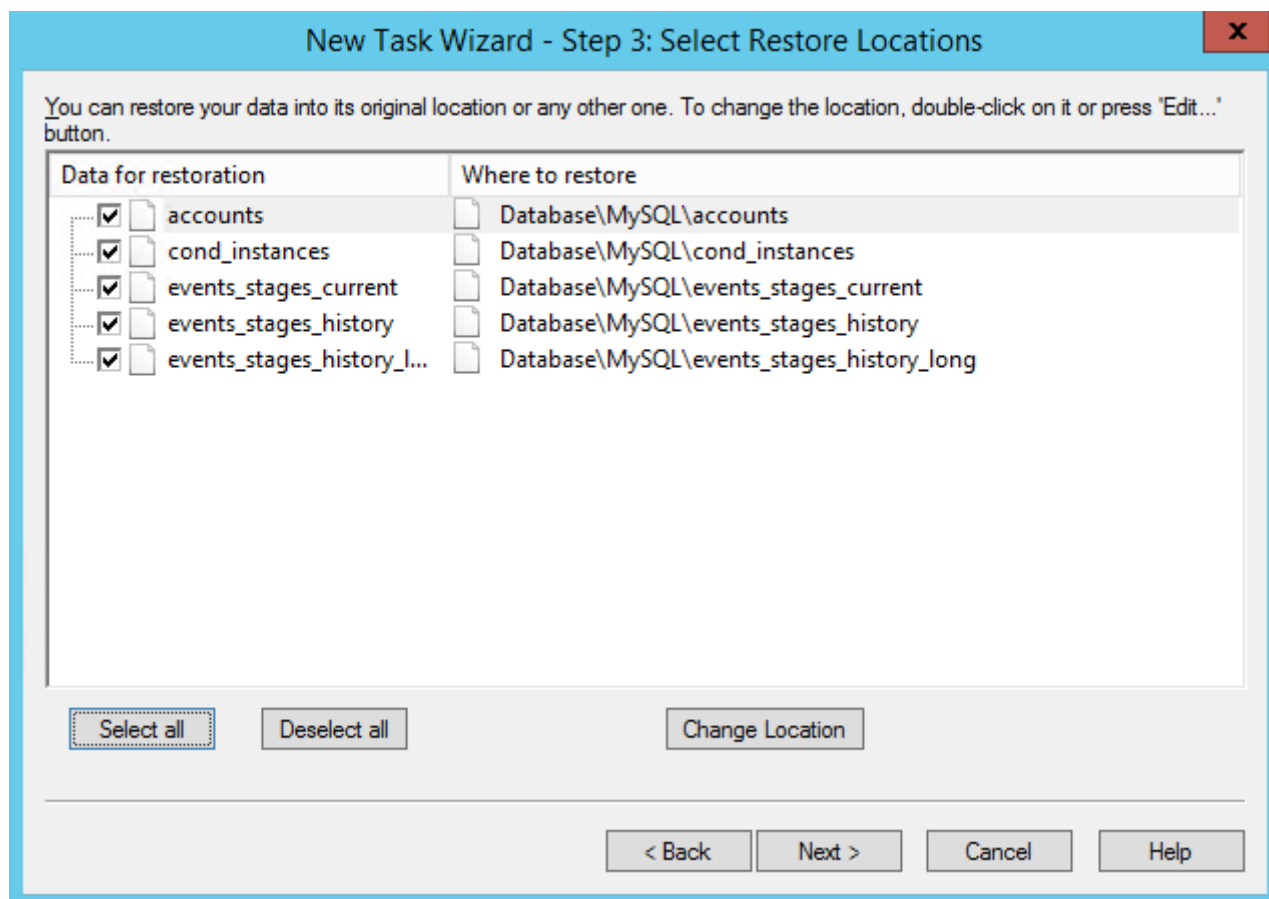 New Task Wizard - Step 3: Select Restore Locations
x
You can restore your data into its original location or any other one. To change the location, double-click on it or press 'Edit...'
button.
Data for restoration Where to restore
accounts Database\MySQL\accounts
cond_instances Database\MySQL\cond_instances
events_stages_current Database\MySQL\events_stages_current
events_stages_history Database\MySQL\events_stages_history
events_stages_history_l... Database\MySQL\events_stages_history_long
Select all Deselect all Change Location
< Back Next > Cancel Help